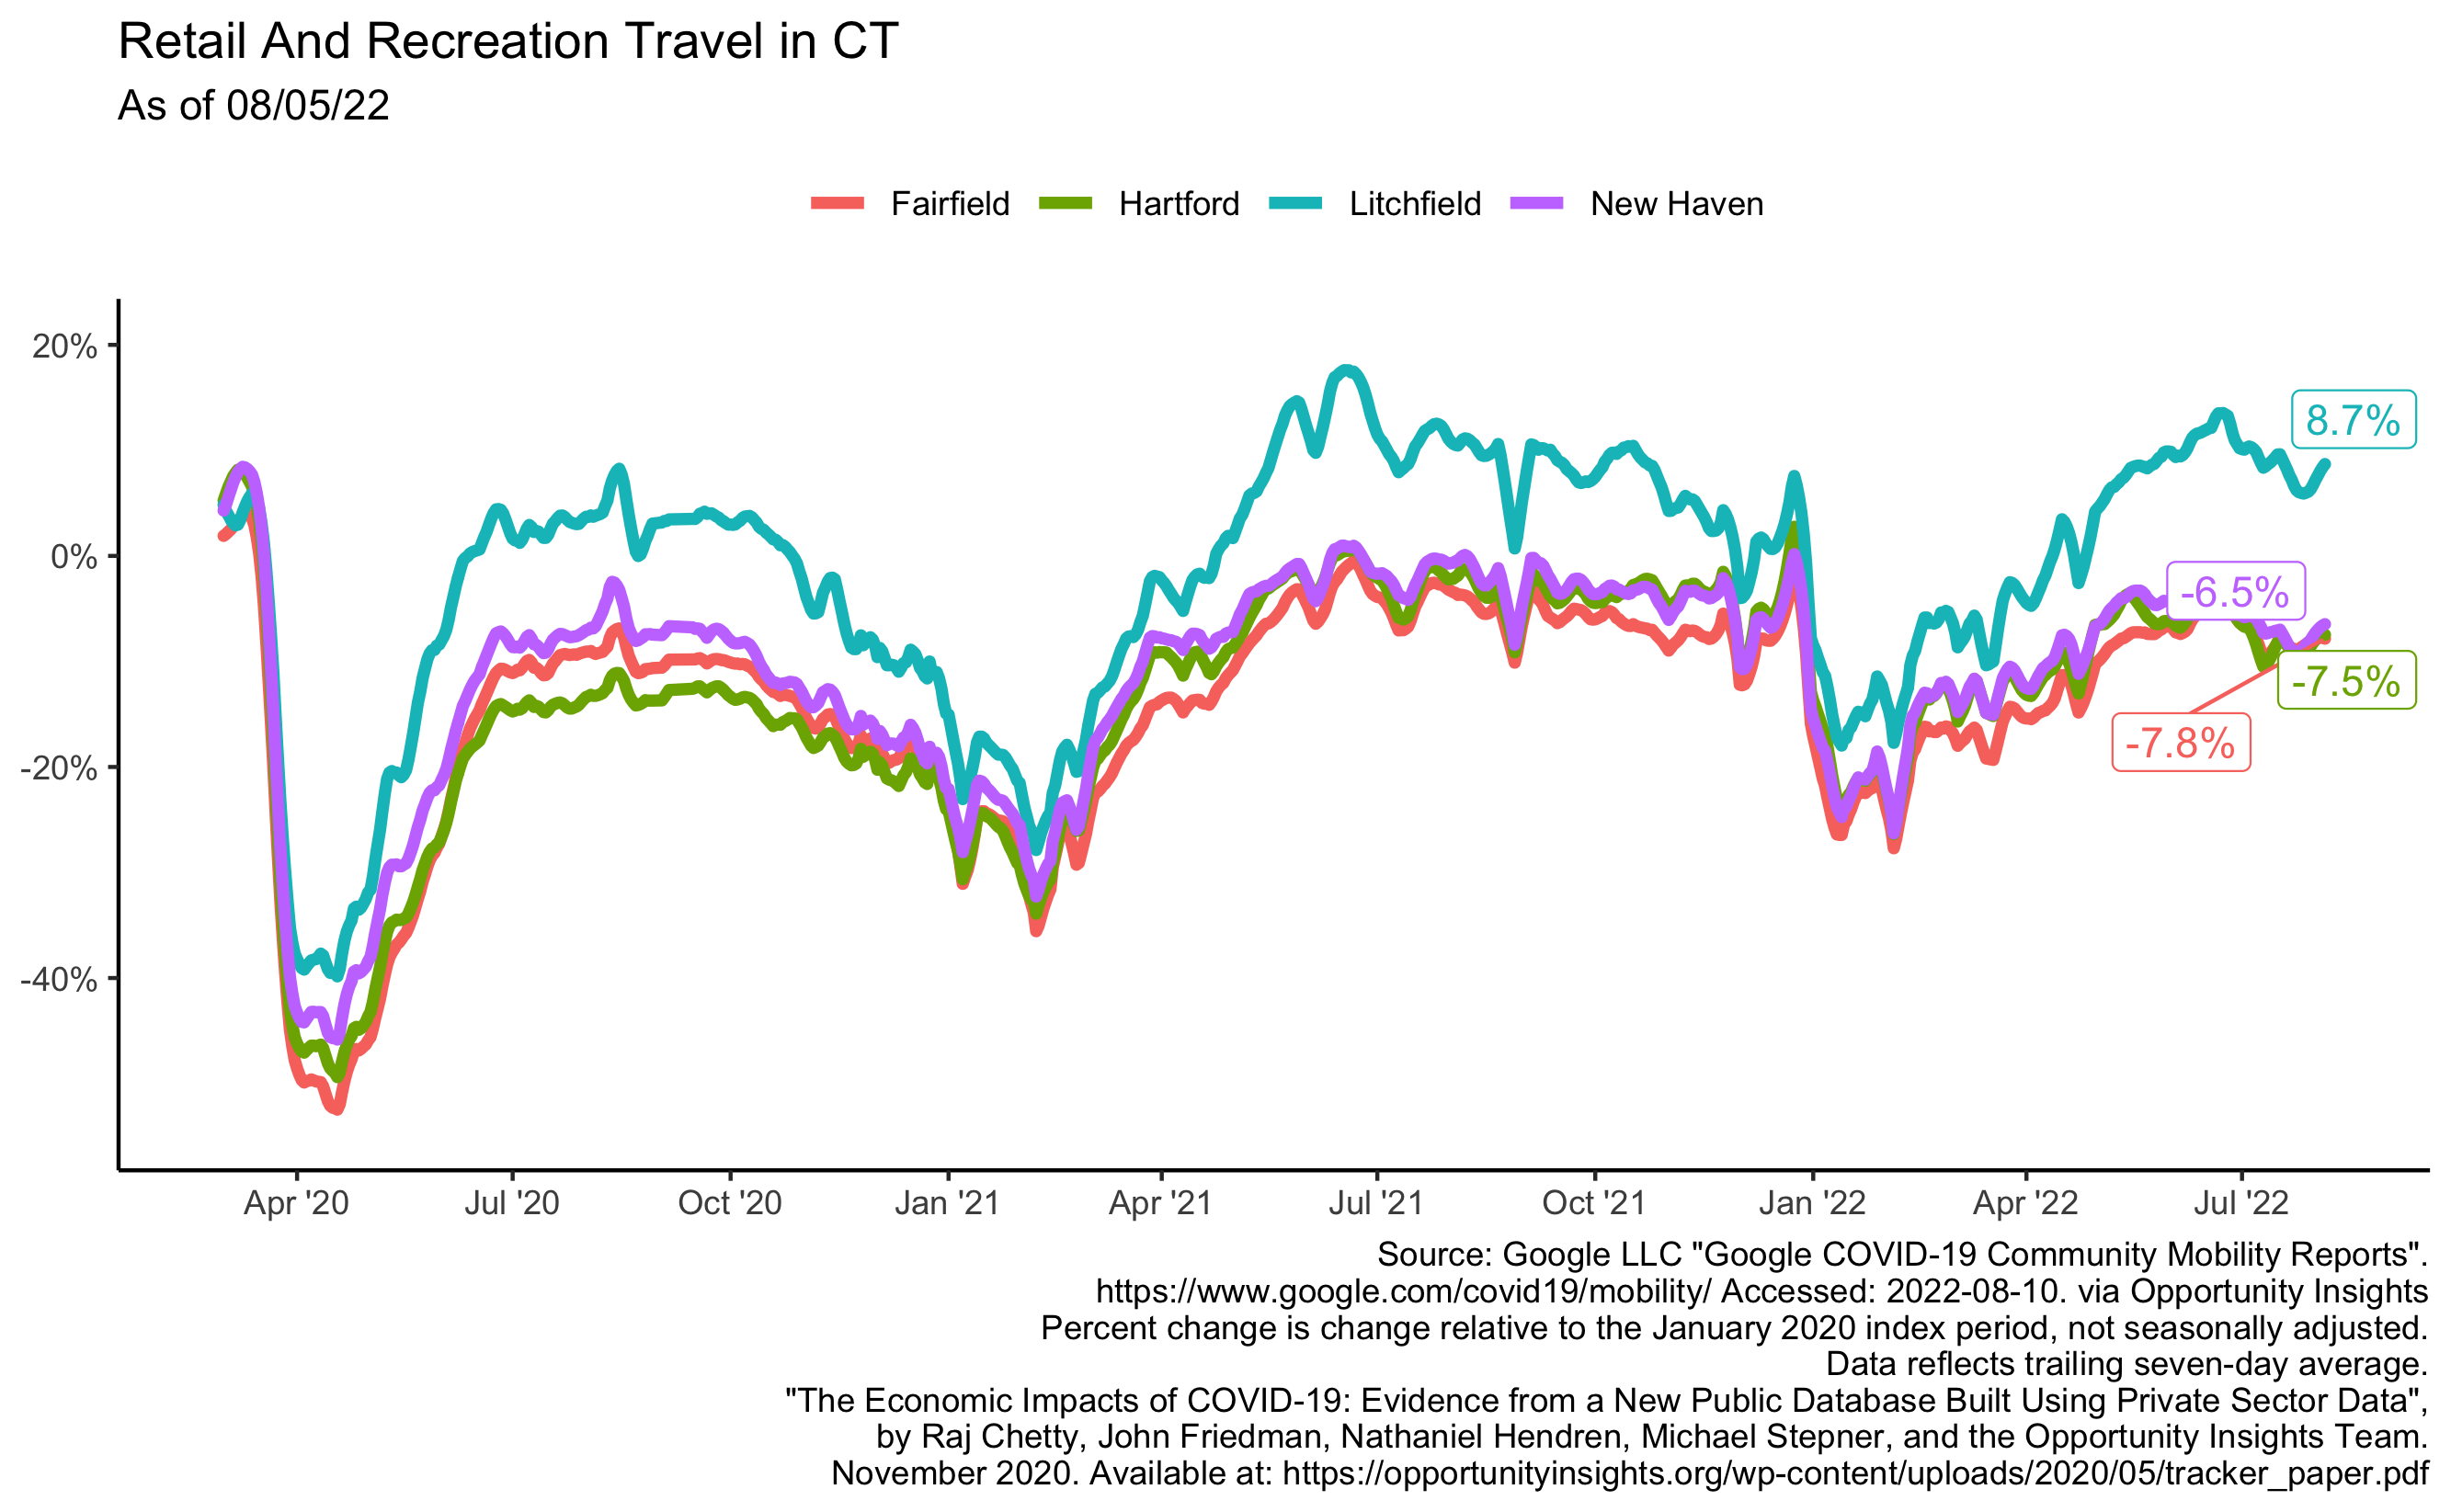 Retail And Recreation Travel in CT
As of 08/05/22
Fairfield Hartford Litchfield New Haven
20%
0%
-20%
-40%
8.7%
-6.5%
-7.5%
-7.8%
Apr '20 Jul '20 Oct '20 Jan '21 Apr '21 Jul '21 Oct '21 Jan '22 Apr '22 Jul '22
Source: Google LLC "Google COVID-19 Community Mobility Reports".
https://www.google.com/covid19/mobility/ Accessed: 2022-08-10. via Opportunity Insights
Percent change is change relative to the January 2020 index period, not seasonally adjusted.
Data reflects trailing seven-day average.
"The Economic Impacts of COVID-19: Evidence from a New Public Database Built Using Private Sector Data",
by Raj Chetty, John Friedman, Nathaniel Hendren, Michael Stepner, and the Opportunity Insights Team.
November 2020. Available at: https://opportunityinsights.org/wp-content/uploads/2020/05/tracker_paper.pdf